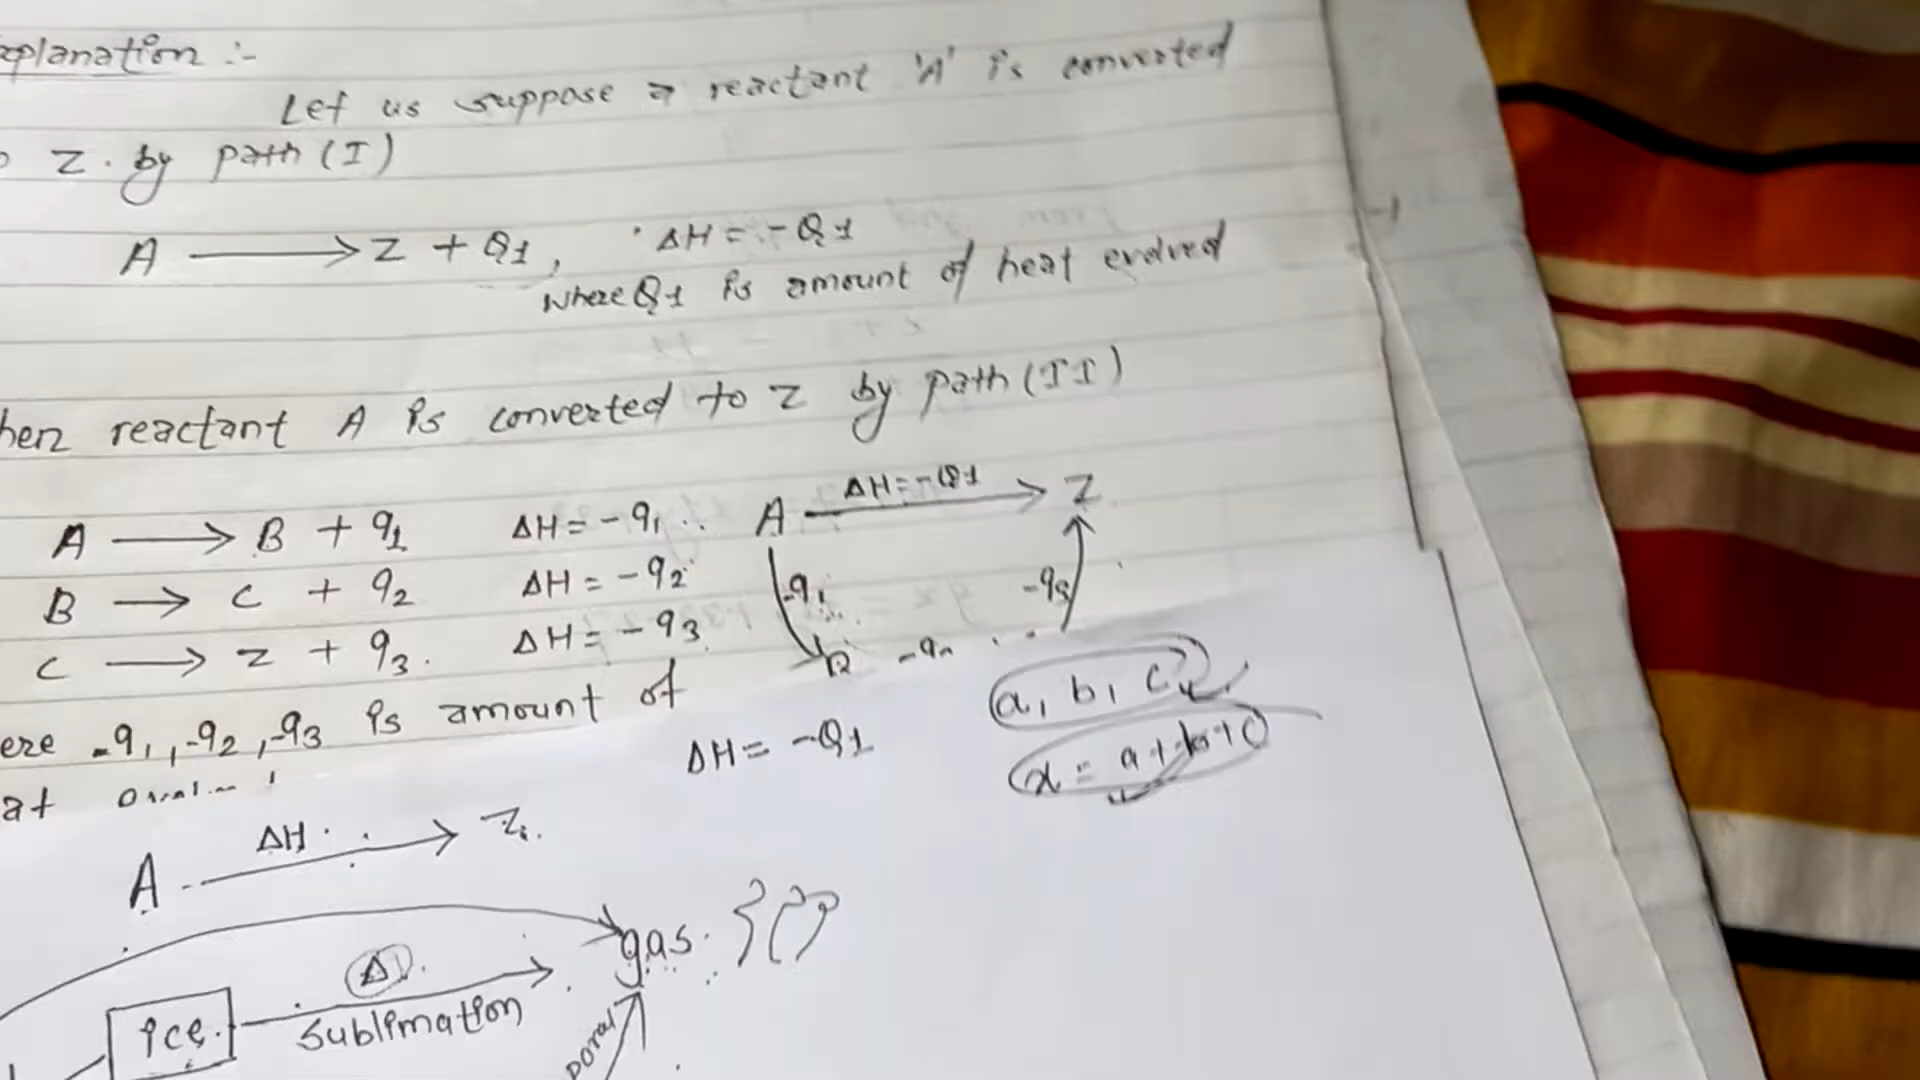 xplanation :-
Let us suppose a reactant 'A' is converted
Z. by path (I)
A ⟶ Z + Q1, ΔH = -Q1
where Q1 is amount of heat evolved
hen reactant A is converted to Z by path (II)
A ⟶ B + q1 ΔH = -q1
B ⟶ C + q2 ΔH = -q2
C ⟶ Z + q3. ΔH = -q3
A ΔH=-Q1 ⟶ Z
-q1
-q3
ere -q1, -q2, -q3 is amount of
at
ΔH = -Q1
a, b, c
x = a+b+c
A ΔH ⟶ Z.
gas.
ice. Δ ⟶
Sublimation